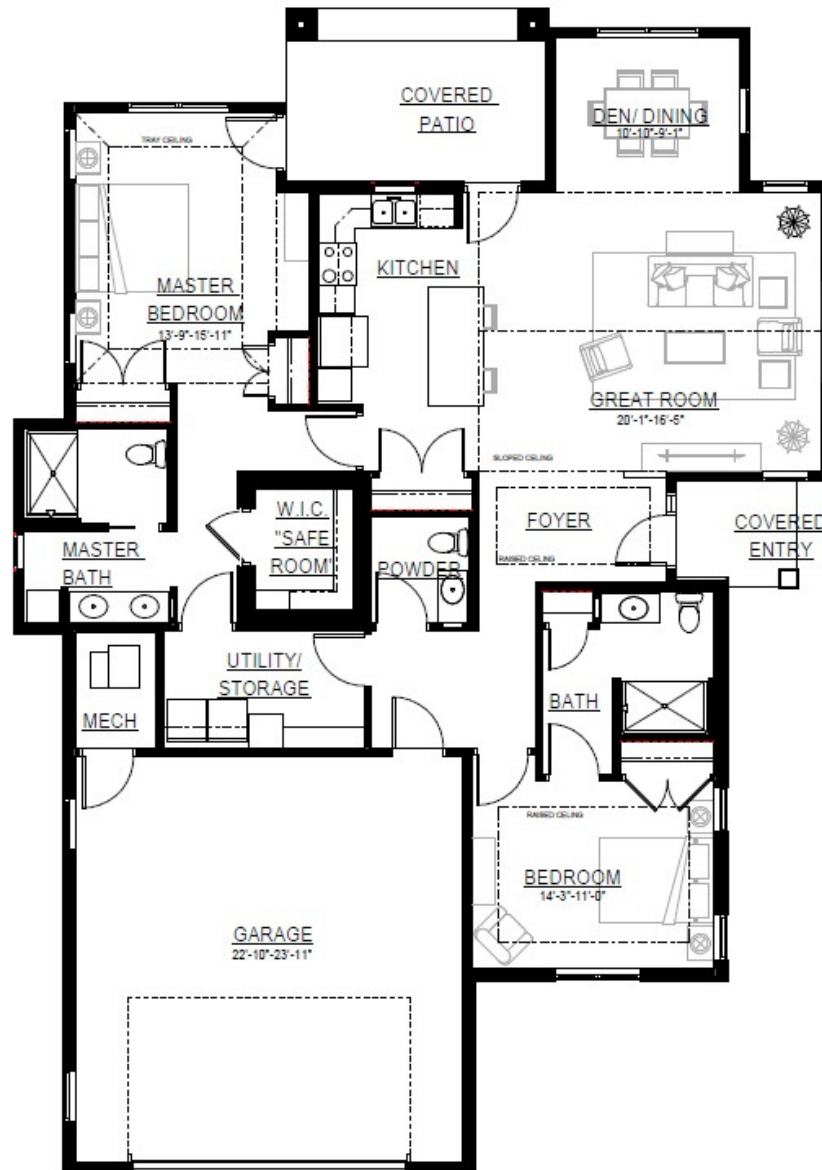 COVERED
PATIO
DEN/ DINING
10'-10"-9'-1"
TRAY CEILING
KITCHEN
MASTER
BEDROOM
13'-9"-15'-11"
GREAT ROOM
20'-1"-16'-5"
SLOPED CEILING
W.I.C.
"SAFE
ROOM"
FOYER
RAISED CEILING
COVERED
ENTRY
MASTER
BATH
POWDER
UTILITY/
STORAGE
MECH
BATH
RAISED CEILING
BEDROOM
14'-3"-11'-0"
GARAGE
22'-10"-23'-11"